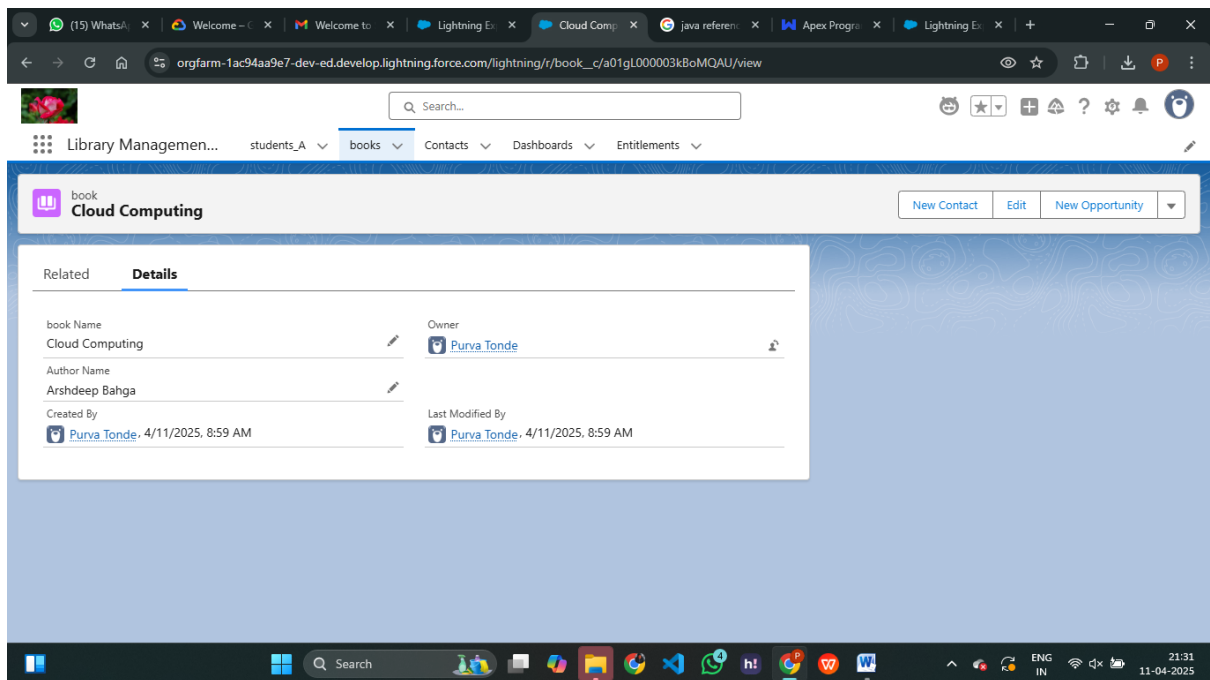 (15) WhatsA
Welcome – C
Welcome to
Lightning Ex
Cloud Comp
java referenc
Apex Progra
Lightning Ex
orgfarm-1ac94aa9e7-dev-ed.develop.lightning.force.com/lightning/r/book__c/a01gL000003kBoMQAU/view
P
Search...
Library Managemen...
students_A
books
Contacts
Dashboards
Entitlements
book
Cloud Computing
New Contact
Edit
New Opportunity
Related
Details
book Name
Cloud Computing
Owner
Purva Tonde
Author Name
Arshdeep Bahga
Created By
Purva Tonde, 4/11/2025, 8:59 AM
Last Modified By
Purva Tonde, 4/11/2025, 8:59 AM
Search
4
h!
P
W
W
ENG
IN
21:31
11-04-2025